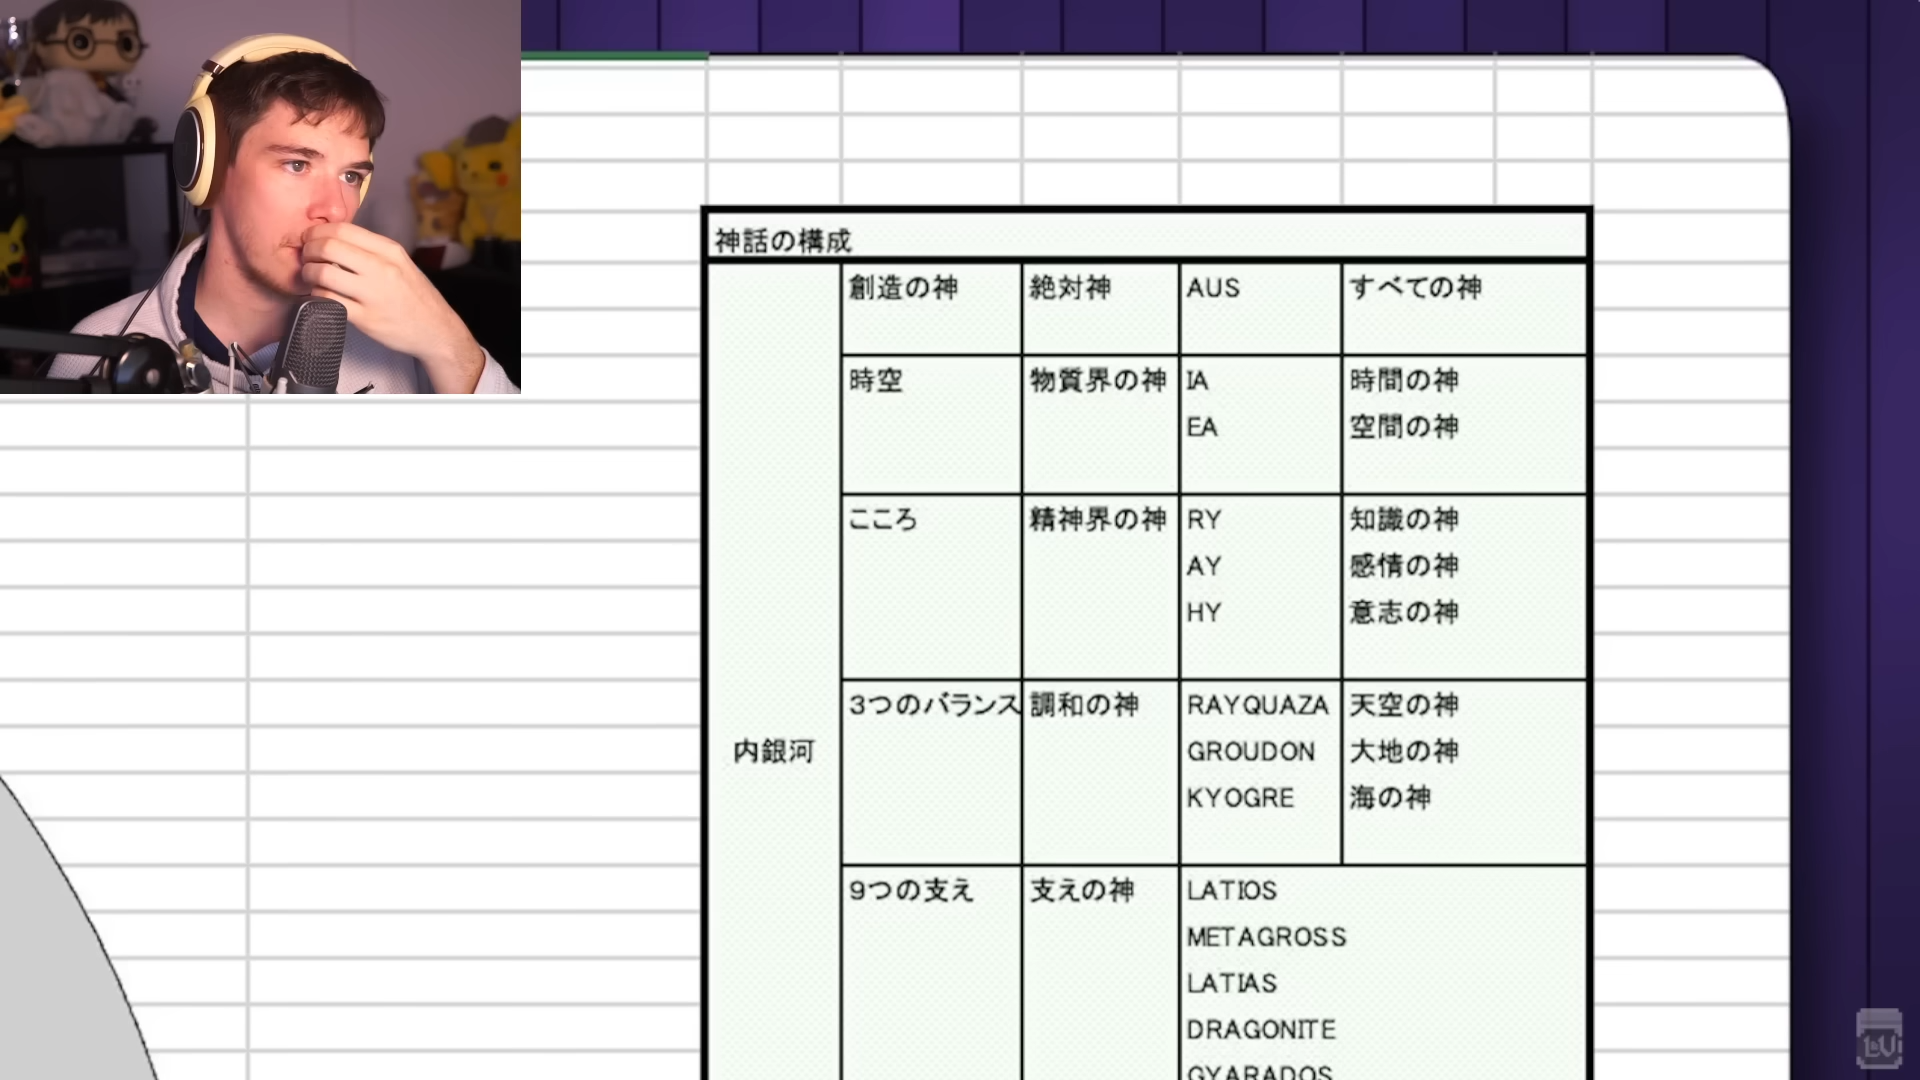 神話の構成
創造の神 絶対神 AUS すべての神
時空 物質界の神 IA 時間の神
EA 空間の神
こころ 精神界の神 RY 知識の神
AY 感情の神
HY 意志の神
3つのバランス 調和の神 RAYQUAZA 天空の神
内銀河 GROUDON 大地の神
KYOGRE 海の神
9つの支え 支えの神 LATIOS
METAGROSS
LATIAS
DRAGONITE
GYARADOS